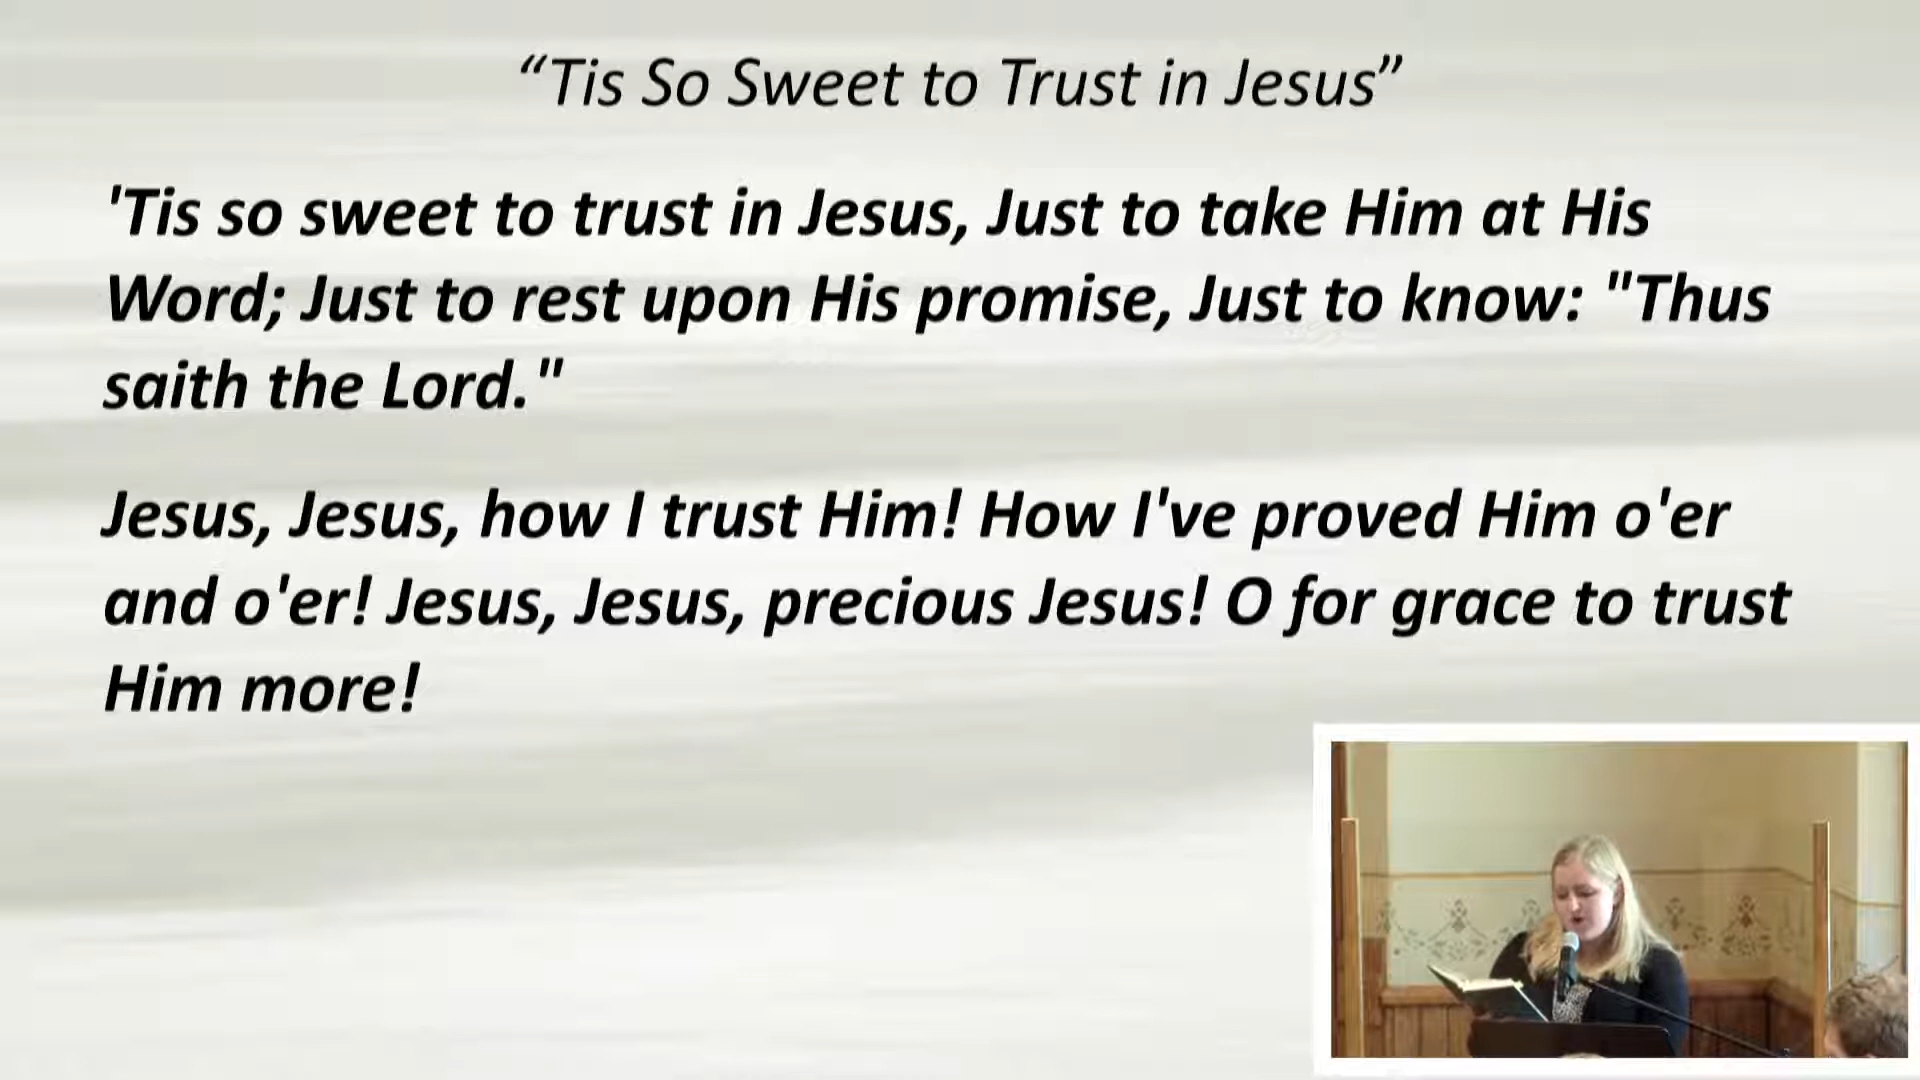 “Tis So Sweet to Trust in Jesus”
'Tis so sweet to trust in Jesus, Just to take Him at His
Word; Just to rest upon His promise, Just to know: "Thus
saith the Lord."
Jesus, Jesus, how I trust Him! How I've proved Him o'er
and o'er! Jesus, Jesus, precious Jesus! O for grace to trust
Him more!